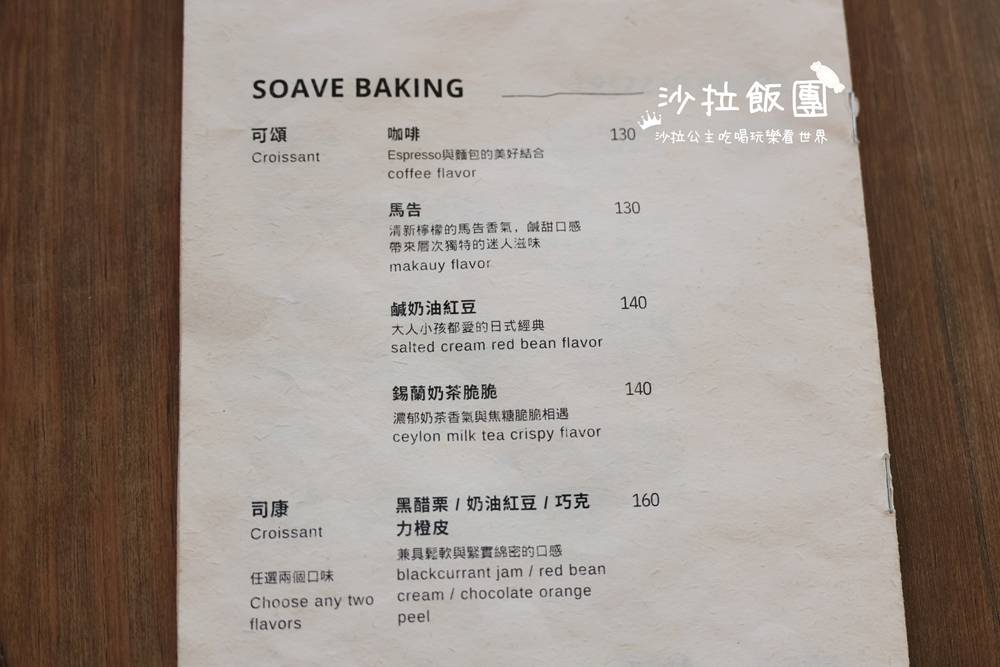 SOAVE BAKING
沙拉飯團
沙拉公主吃喝玩樂看世界
可頌
Croissant
咖啡 130
Espresso與麵包的美好結合
coffee flavor
馬告 130
清新檸檬的馬告香氣，鹹甜口感
帶來層次獨特的迷人滋味
makauy flavor
鹹奶油紅豆 140
大人小孩都愛的日式經典
salted cream red bean flavor
錫蘭奶茶脆脆 140
濃郁奶茶香氣與焦糖脆脆相遇
ceylon milk tea crispy flavor
司康
Croissant
任選兩個口味
Choose any two
flavors
黑醋栗 / 奶油紅豆 / 巧克 160
力橙皮
兼具鬆軟與緊實綿密的口感
blackcurrant jam / red bean
cream / chocolate orange
peel